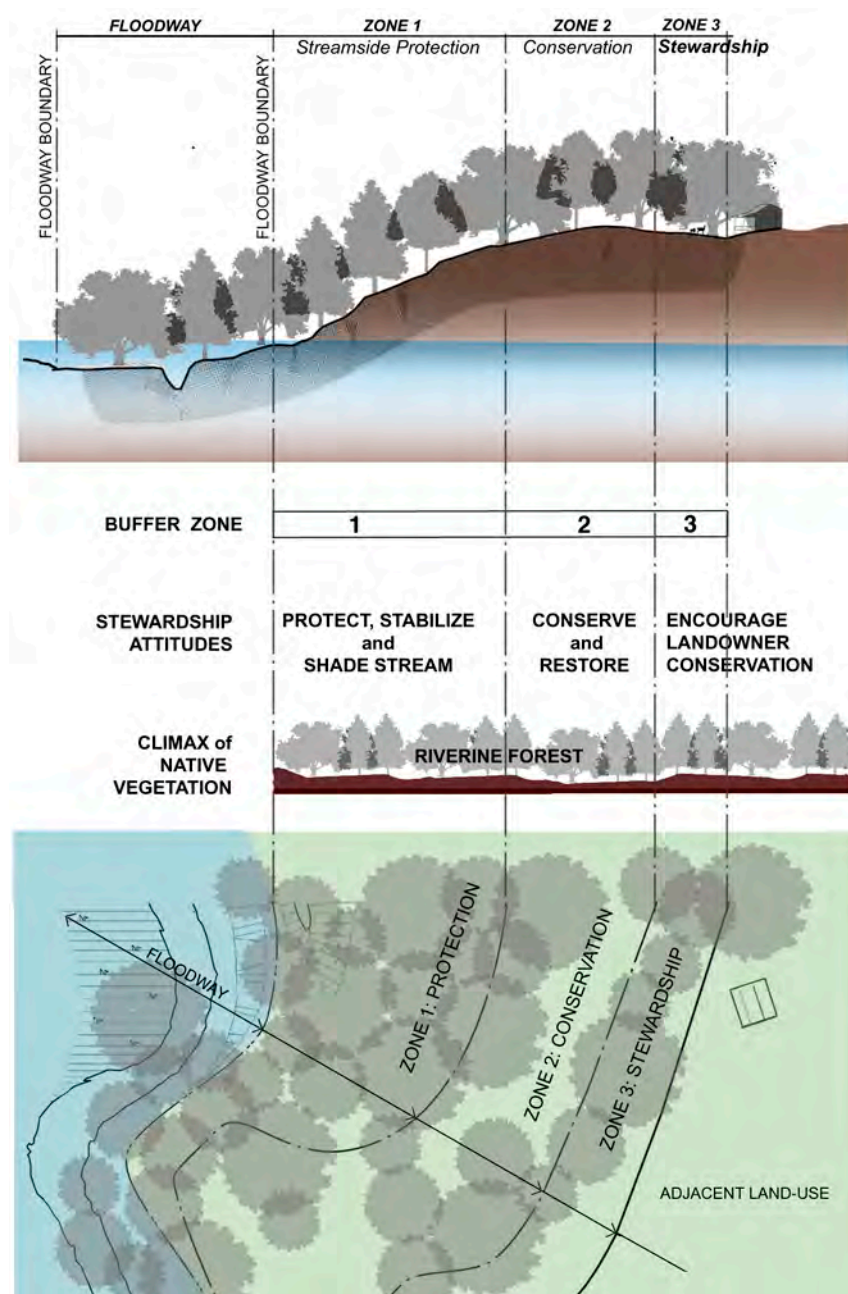 FLOODWAY
ZONE 1
ZONE 2
ZONE 3
Streamside Protection
Conservation
Stewardship
FLOODWAY BOUNDARY
FLOODWAY BOUNDARY
BUFFER ZONE
1
2
3
STEWARDSHIP
ATTITUDES
PROTECT, STABILIZE
and
SHADE STREAM
CONSERVE
and
RESTORE
ENCOURAGE
LANDOWNER
CONSERVATION
CLIMAX of
NATIVE
VEGETATION
RIVERINE FOREST
FLOODWAY
ZONE 1: PROTECTION
ZONE 2: CONSERVATION
ZONE 3: STEWARDSHIP
ADJACENT LAND-USE